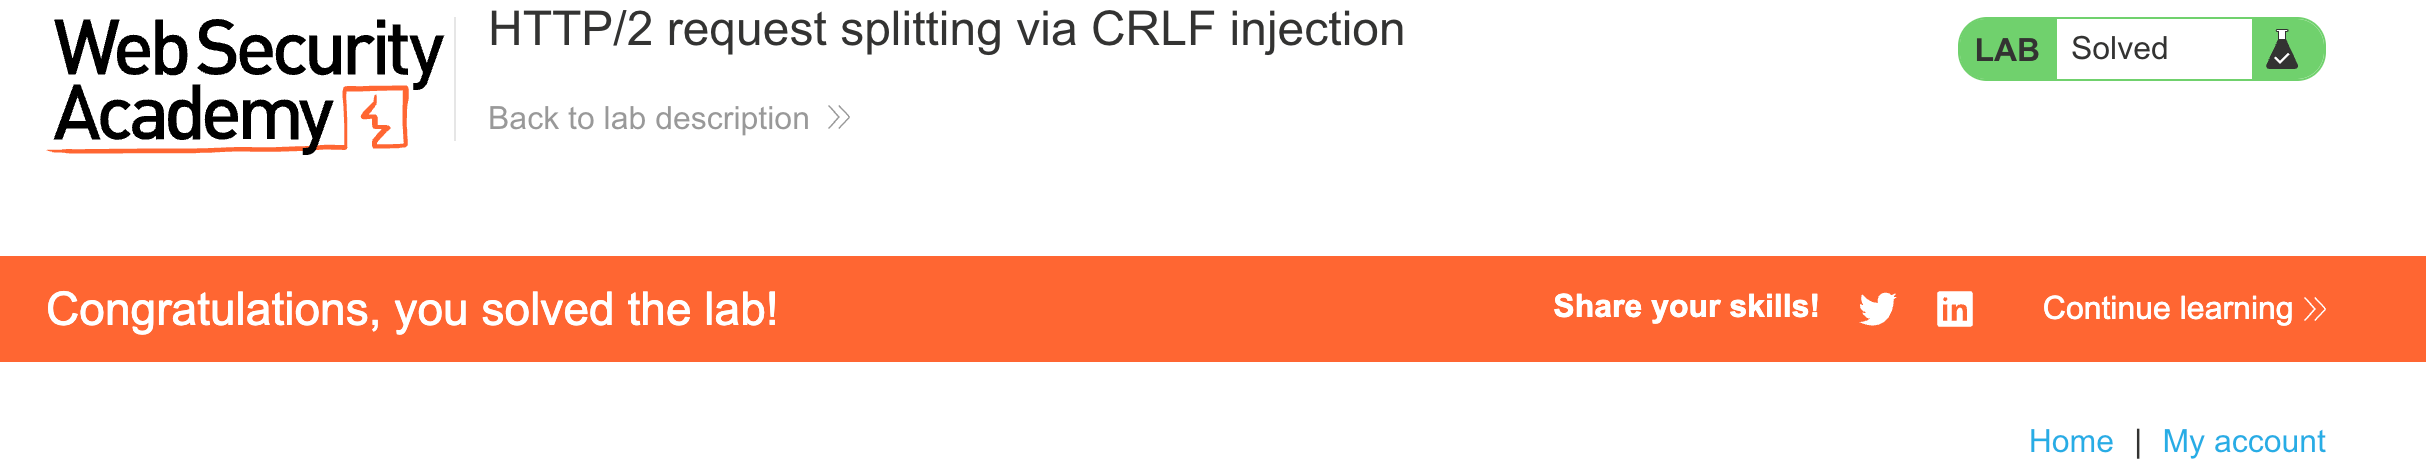 Web Security
Academy
HTTP/2 request splitting via CRLF injection
Back to lab description
LAB Solved
Congratulations, you solved the lab!
Share your skills!
in
Continue learning
Home | My account